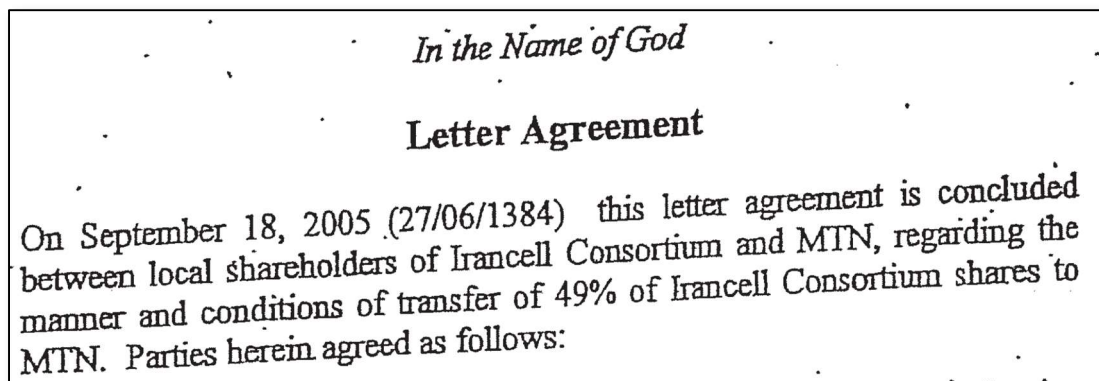 In the Name of God
Letter Agreement
On September 18, 2005 (27/06/1384) this letter agreement is concluded
between local shareholders of Irancell Consortium and MTN, regarding the
manner and conditions of transfer of 49% of Irancell Consortium shares to
MTN. Parties herein agreed as follows: